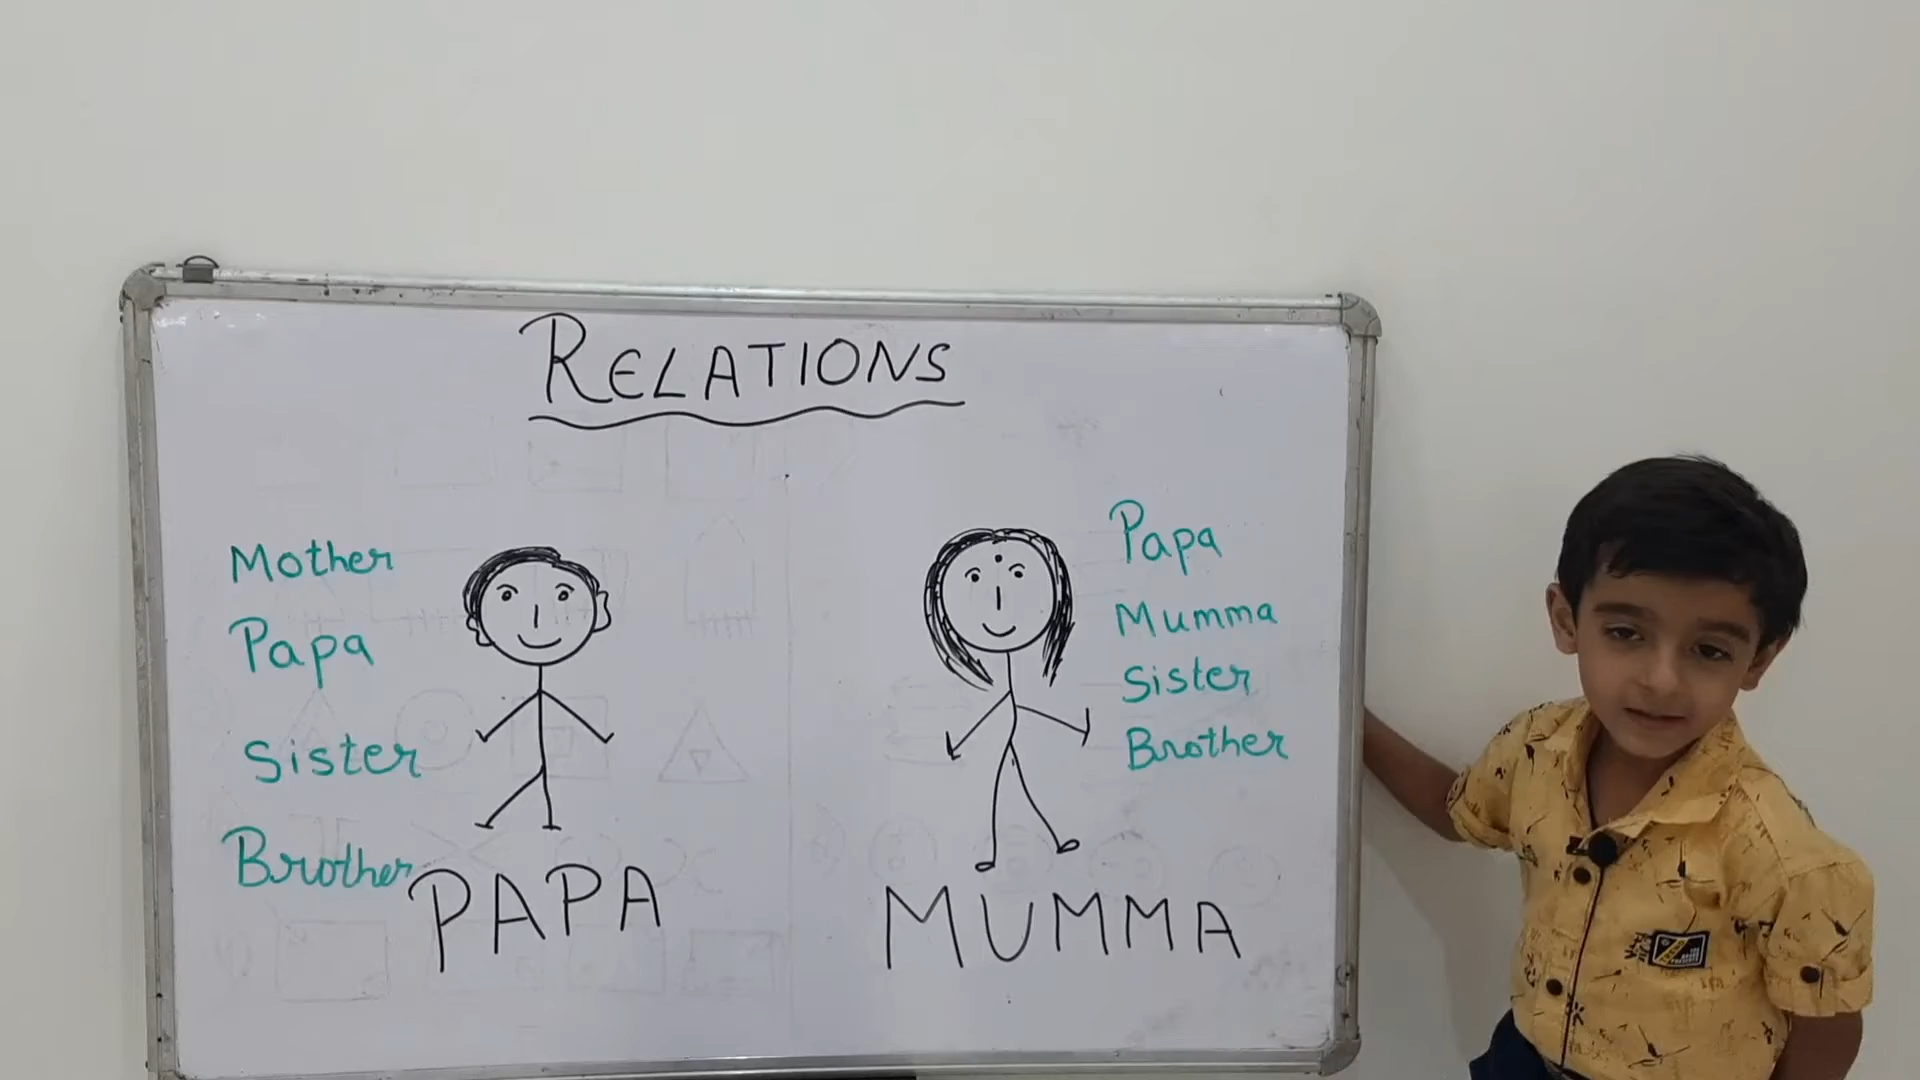 RELATIONS
Mother
Papa
Sister
Brother
PAPA
Papa
Mumma
Sister
Brother
MUMMA